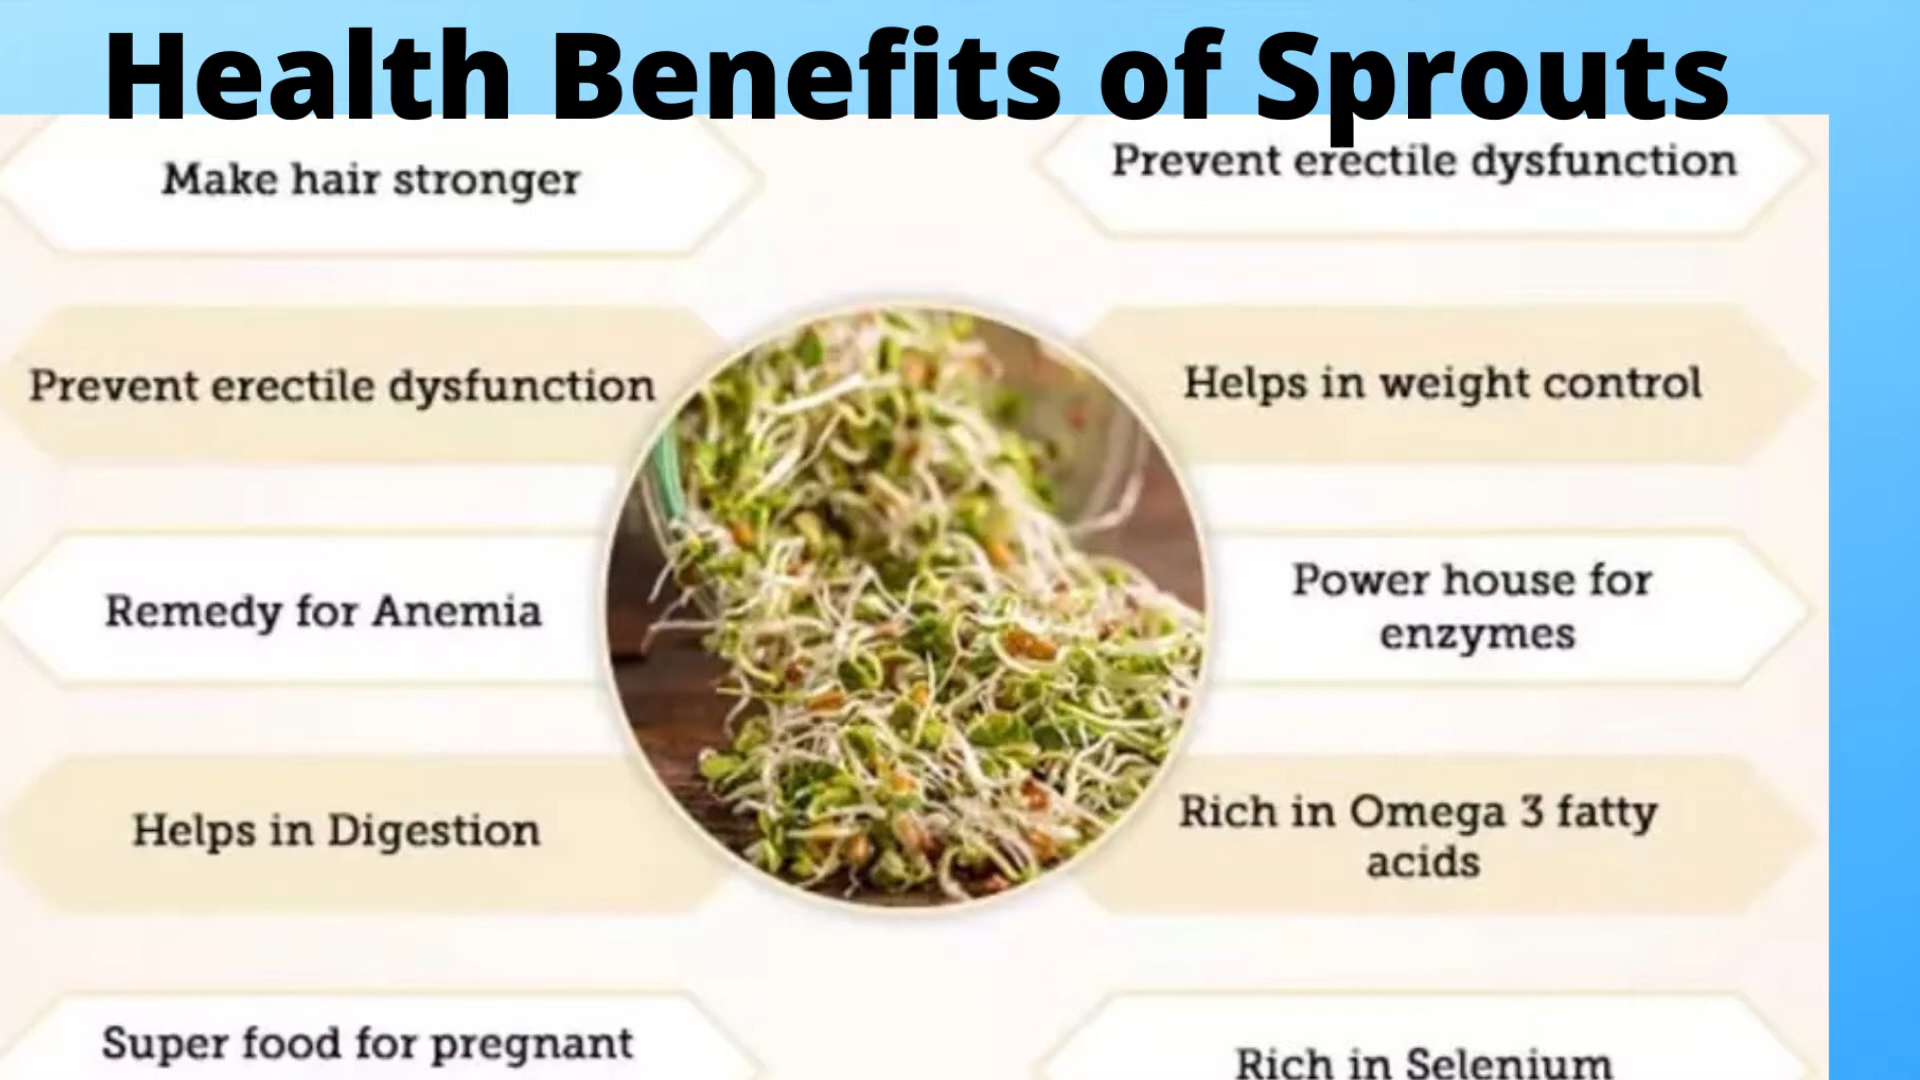 Health Benefits of Sprouts
Make hair stronger
Prevent erectile dysfunction
Prevent erectile dysfunction
Helps in weight control
Remedy for Anemia
Power house for
enzymes
Helps in Digestion
Rich in Omega 3 fatty
acids
Super food for pregnant
Rich in Selenium